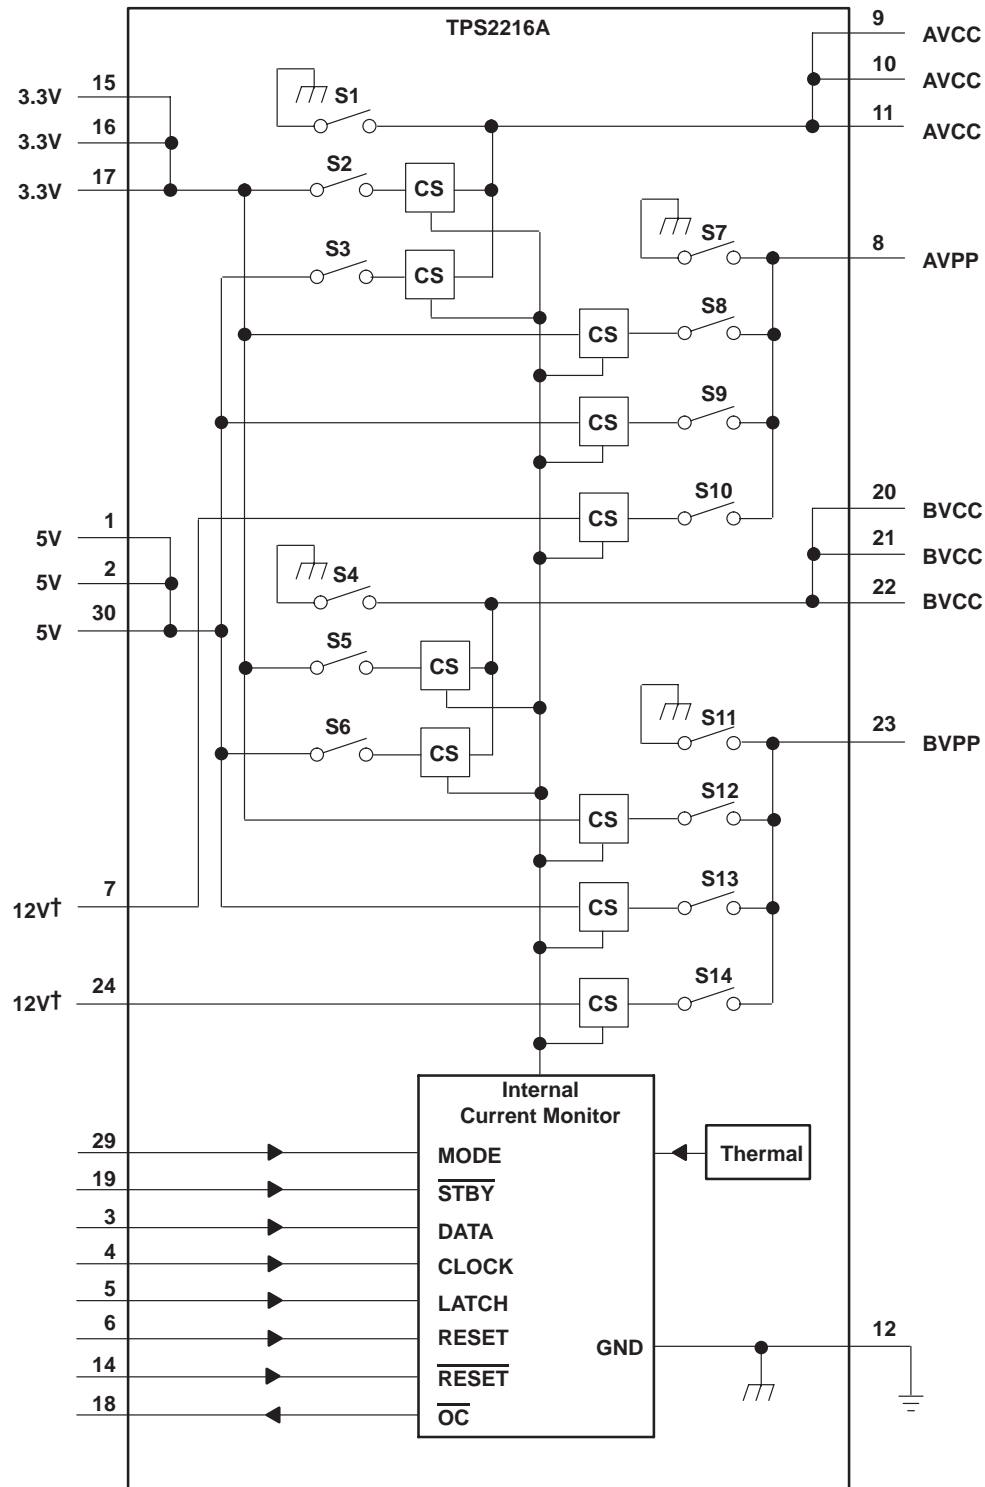 TPS2216A
9
AVCC
10
AVCC
11
AVCC
15
3.3V
16
3.3V
17
3.3V
S1
S2
CS
S3
CS
S7
8
AVPP
S8
CS
S9
CS
S10
CS
1
5V
2
5V
30
5V
20
BVCC
21
BVCC
22
BVCC
S4
S5
CS
S6
CS
S11
23
BVPP
S12
CS
S13
CS
7
12V†
24
12V†
S14
CS
Internal
Current Monitor
Thermal
29
MODE
19
STBY
3
DATA
4
CLOCK
5
LATCH
6
RESET
GND
12
14
RESET
18
OC